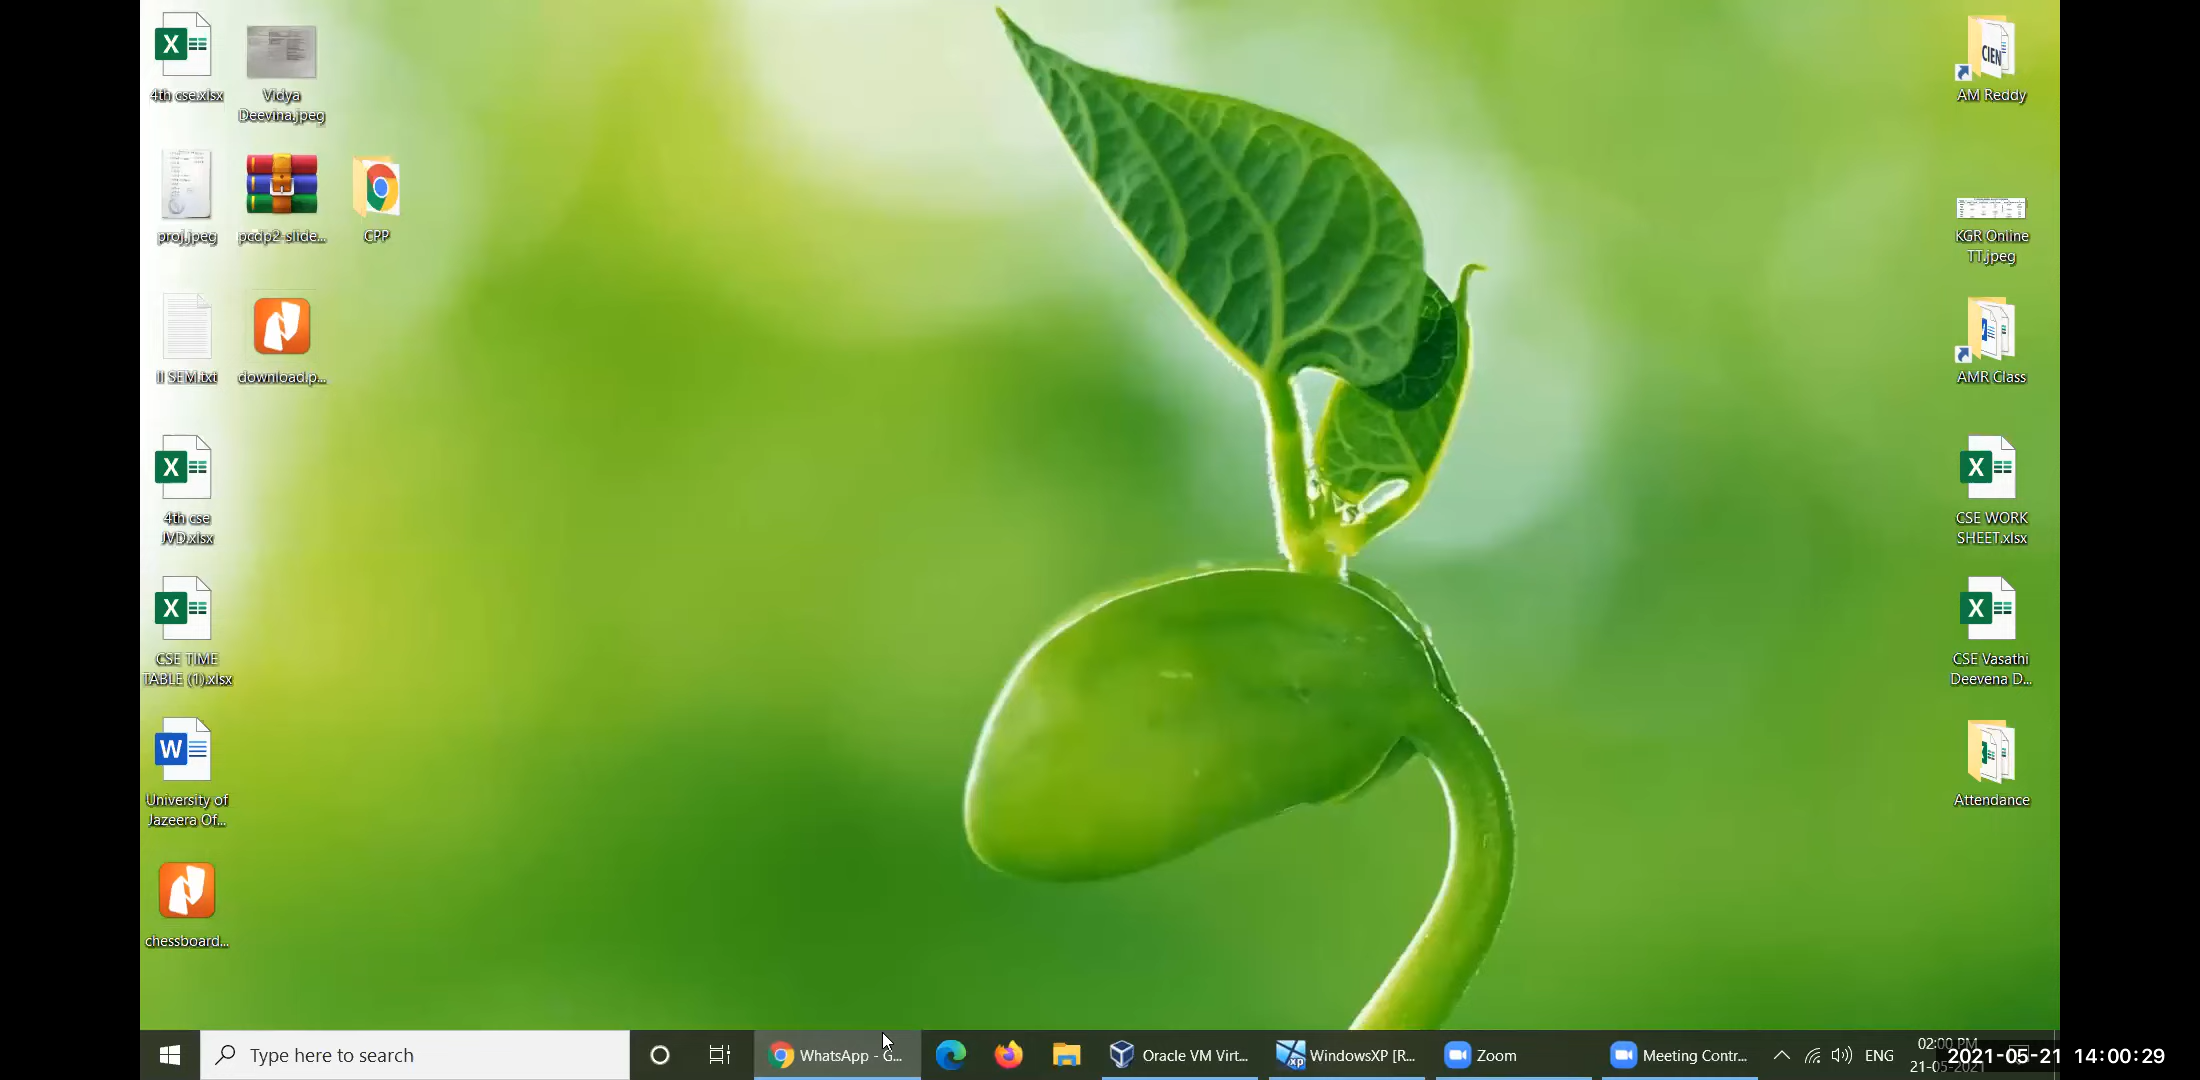 4th cse.xlsx
Vidya
Deevina.jpeg
AM Reddy
CIEN
proj.jpeg
pcdp2-slide...
CPP
KGR Online
TT.jpeg
II SEM.txt
download.p...
AMR Class
4th cse
JVD.xlsx
CSE WORK
SHEET.xlsx
CSE TIME
TABLE (1).xlsx
CSE Vasathi
Deevena D...
University of
Jazeera Of...
Attendance
chessboard...
Type here to search
WhatsApp - G...
Oracle VM Virt...
xp
WindowsXP [R...
Zoom
Meeting Contr...
ENG
02:00 PM
21-05-2021
2021-05-21 14:00:29